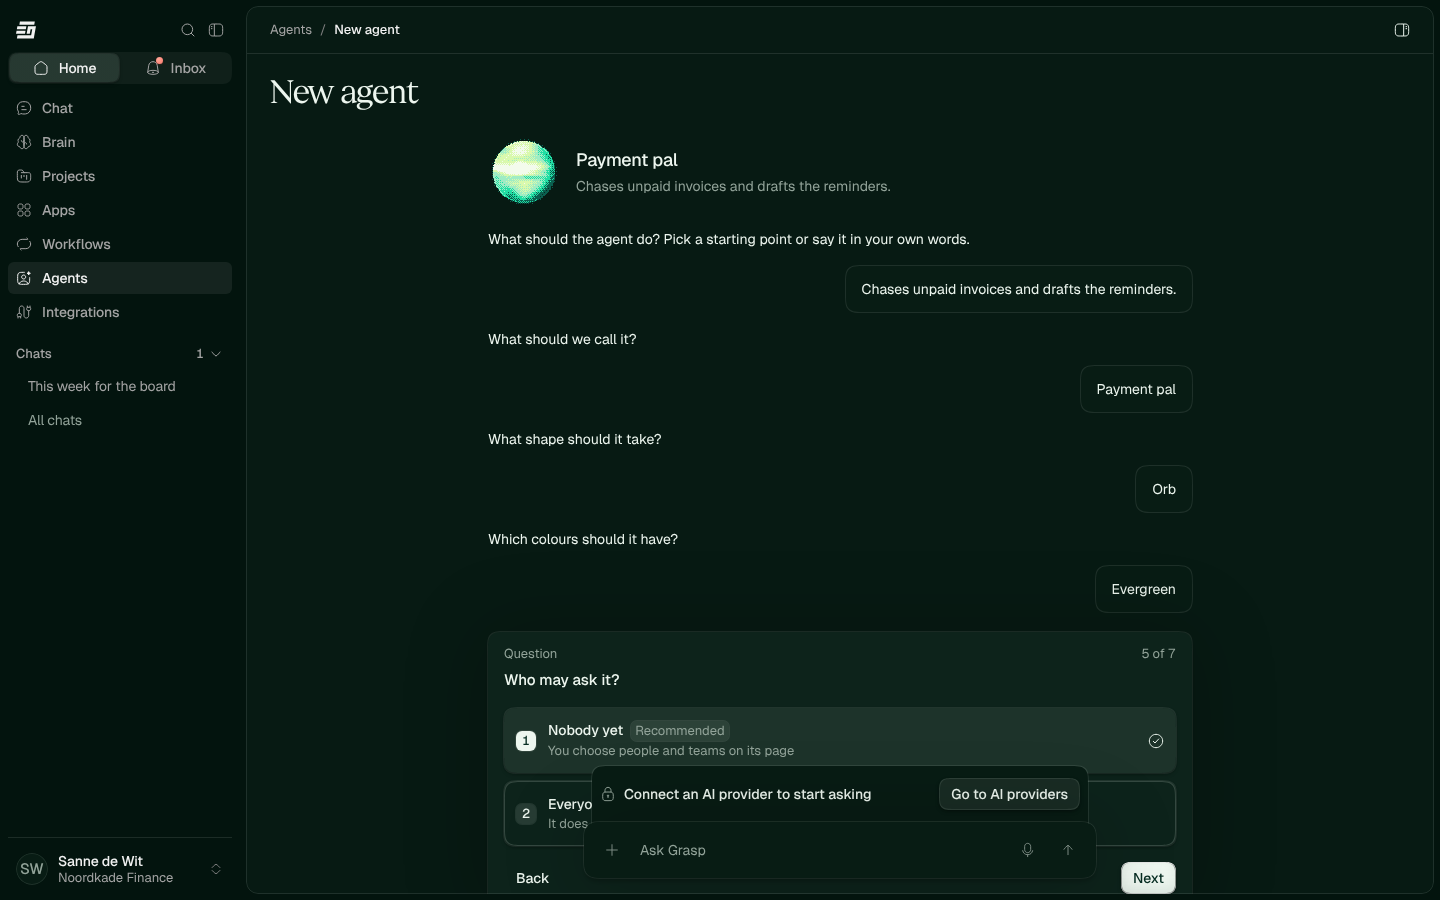 Agents / New agent
Home
Inbox
Chat
Brain
Projects
Apps
Workflows
Agents
Integrations
Chats 1
This week for the board
All chats
SW
Sanne de Wit
Noordkade Finance
New agent
Payment pal
Chases unpaid invoices and drafts the reminders.
What should the agent do? Pick a starting point or say it in your own words.
Chases unpaid invoices and drafts the reminders.
What should we call it?
Payment pal
What shape should it take?
Orb
Which colours should it have?
Evergreen
Question 5 of 7
Who may ask it?
1 Nobody yet Recommended
You choose people and teams on its page
2 Everyo
It does
Connect an AI provider to start asking Go to AI providers
Ask Grasp
Back Next